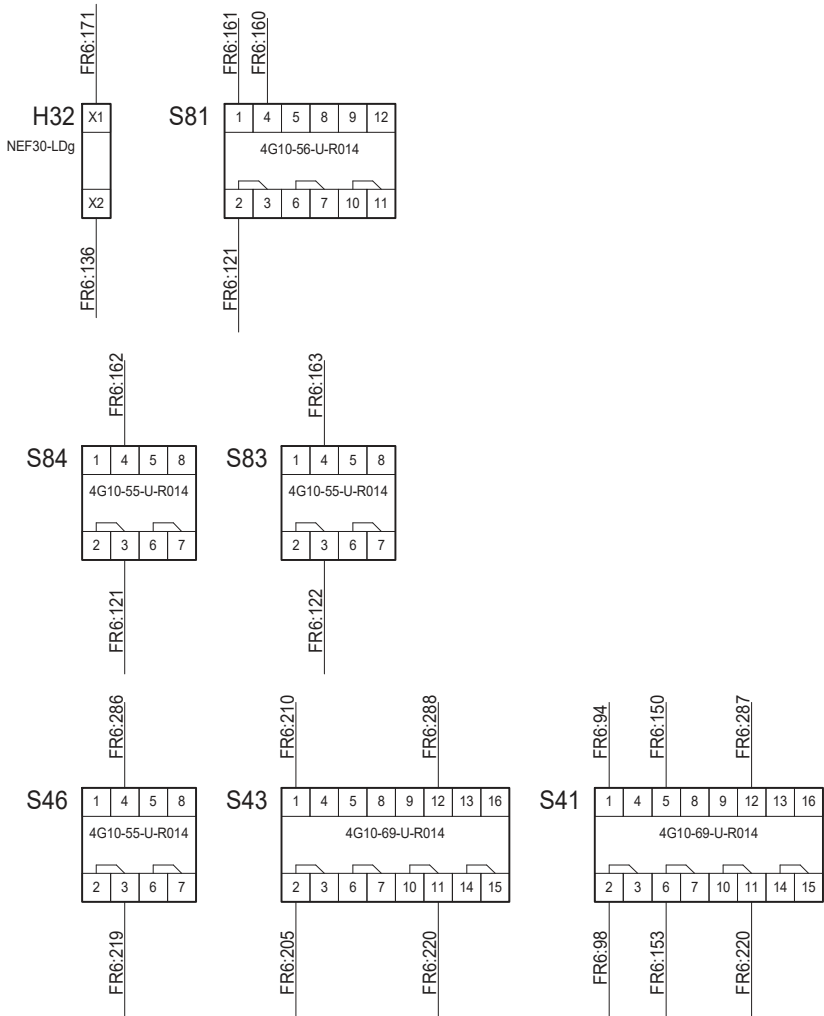 FR6:171
FR6:161
FR6:160
H32
X1
NEF30-LDg
X2
FR6:136
S81
1 4 5 8 9 12
4G10-56-U-R014
2 3 6 7 10 11
FR6:121
FR6:162
FR6:163
S84
1 4 5 8
4G10-55-U-R014
2 3 6 7
FR6:121
S83
1 4 5 8
4G10-55-U-R014
2 3 6 7
FR6:122
FR6:286
FR6:210
FR6:288
FR6:94
FR6:150
FR6:287
S46
1 4 5 8
4G10-55-U-R014
2 3 6 7
FR6:219
S43
1 4 5 8 9 12 13 16
4G10-69-U-R014
2 3 6 7 10 11 14 15
FR6:205
FR6:220
S41
1 4 5 8 9 12 13 16
4G10-69-U-R014
2 3 6 7 10 11 14 15
FR6:98
FR6:153
FR6:220